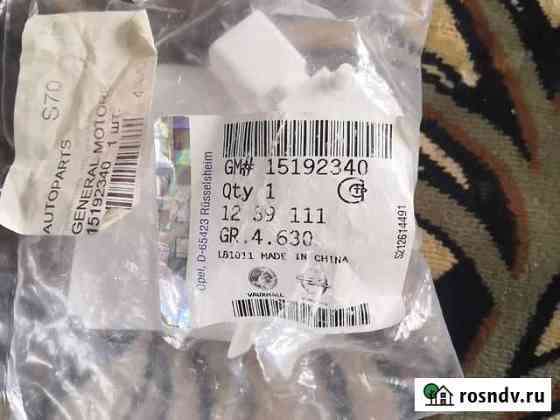 S70
AUTOPARTS
GENERAL MOTORS
15192340 1 шт.
GM# 15192340
Qty 1
12 39 111
GR.4.630
LB1011 MADE IN CHINA
VAUXHALL
Opel, D-65423 Rüsselsheim
S212614491
rosndv.ru